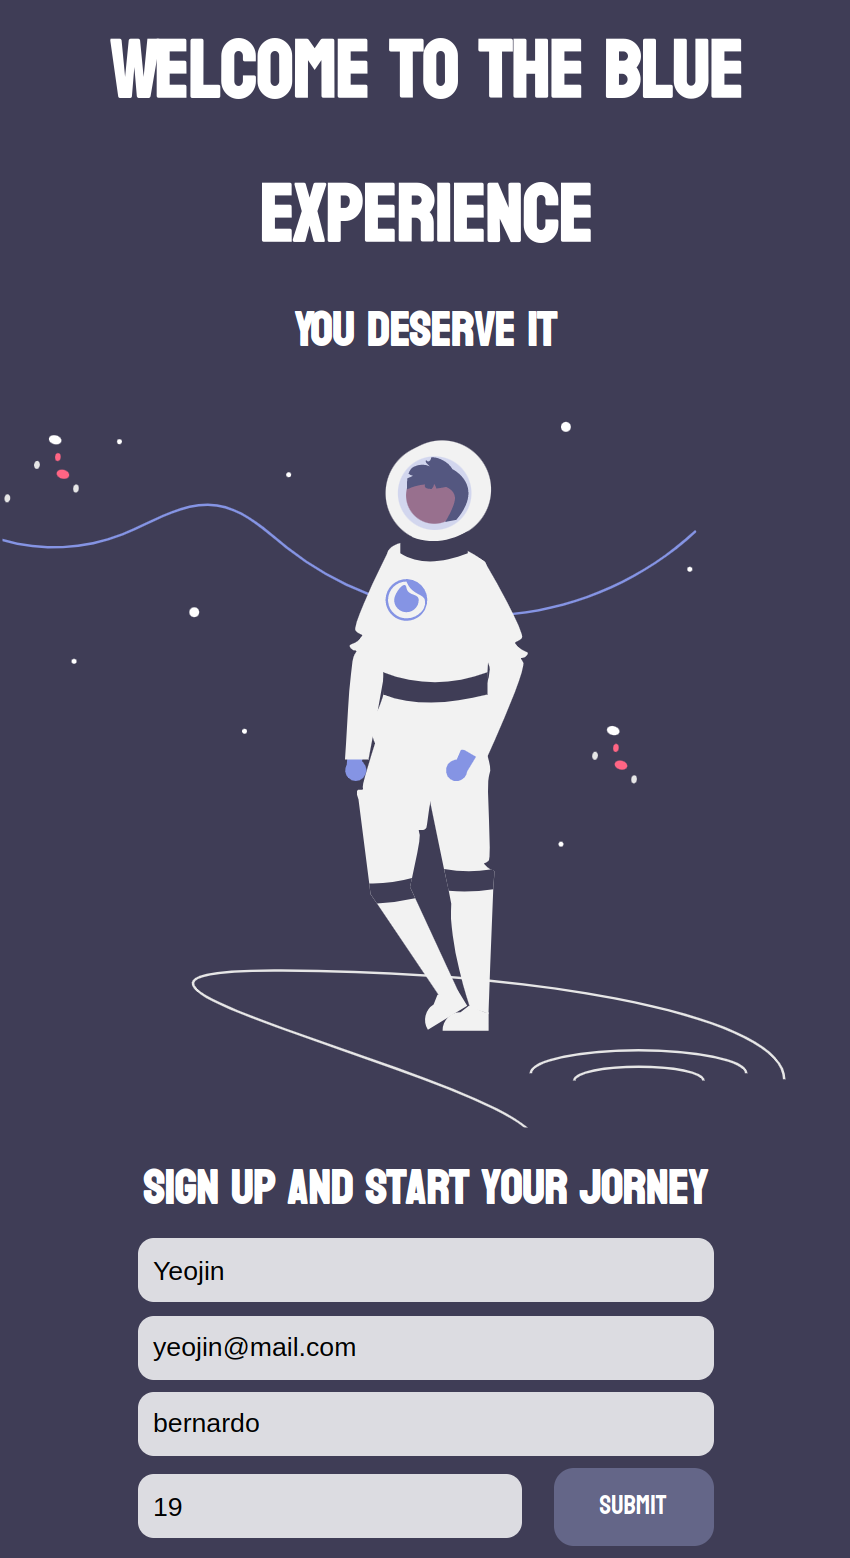 WELCOME TO THE BLUE
EXPERIENCE
YOU DESERVE IT
SIGN UP AND START YOUR JORNEY
Yeojin
yeojin@mail.com
bernardo
19
SUBMIT